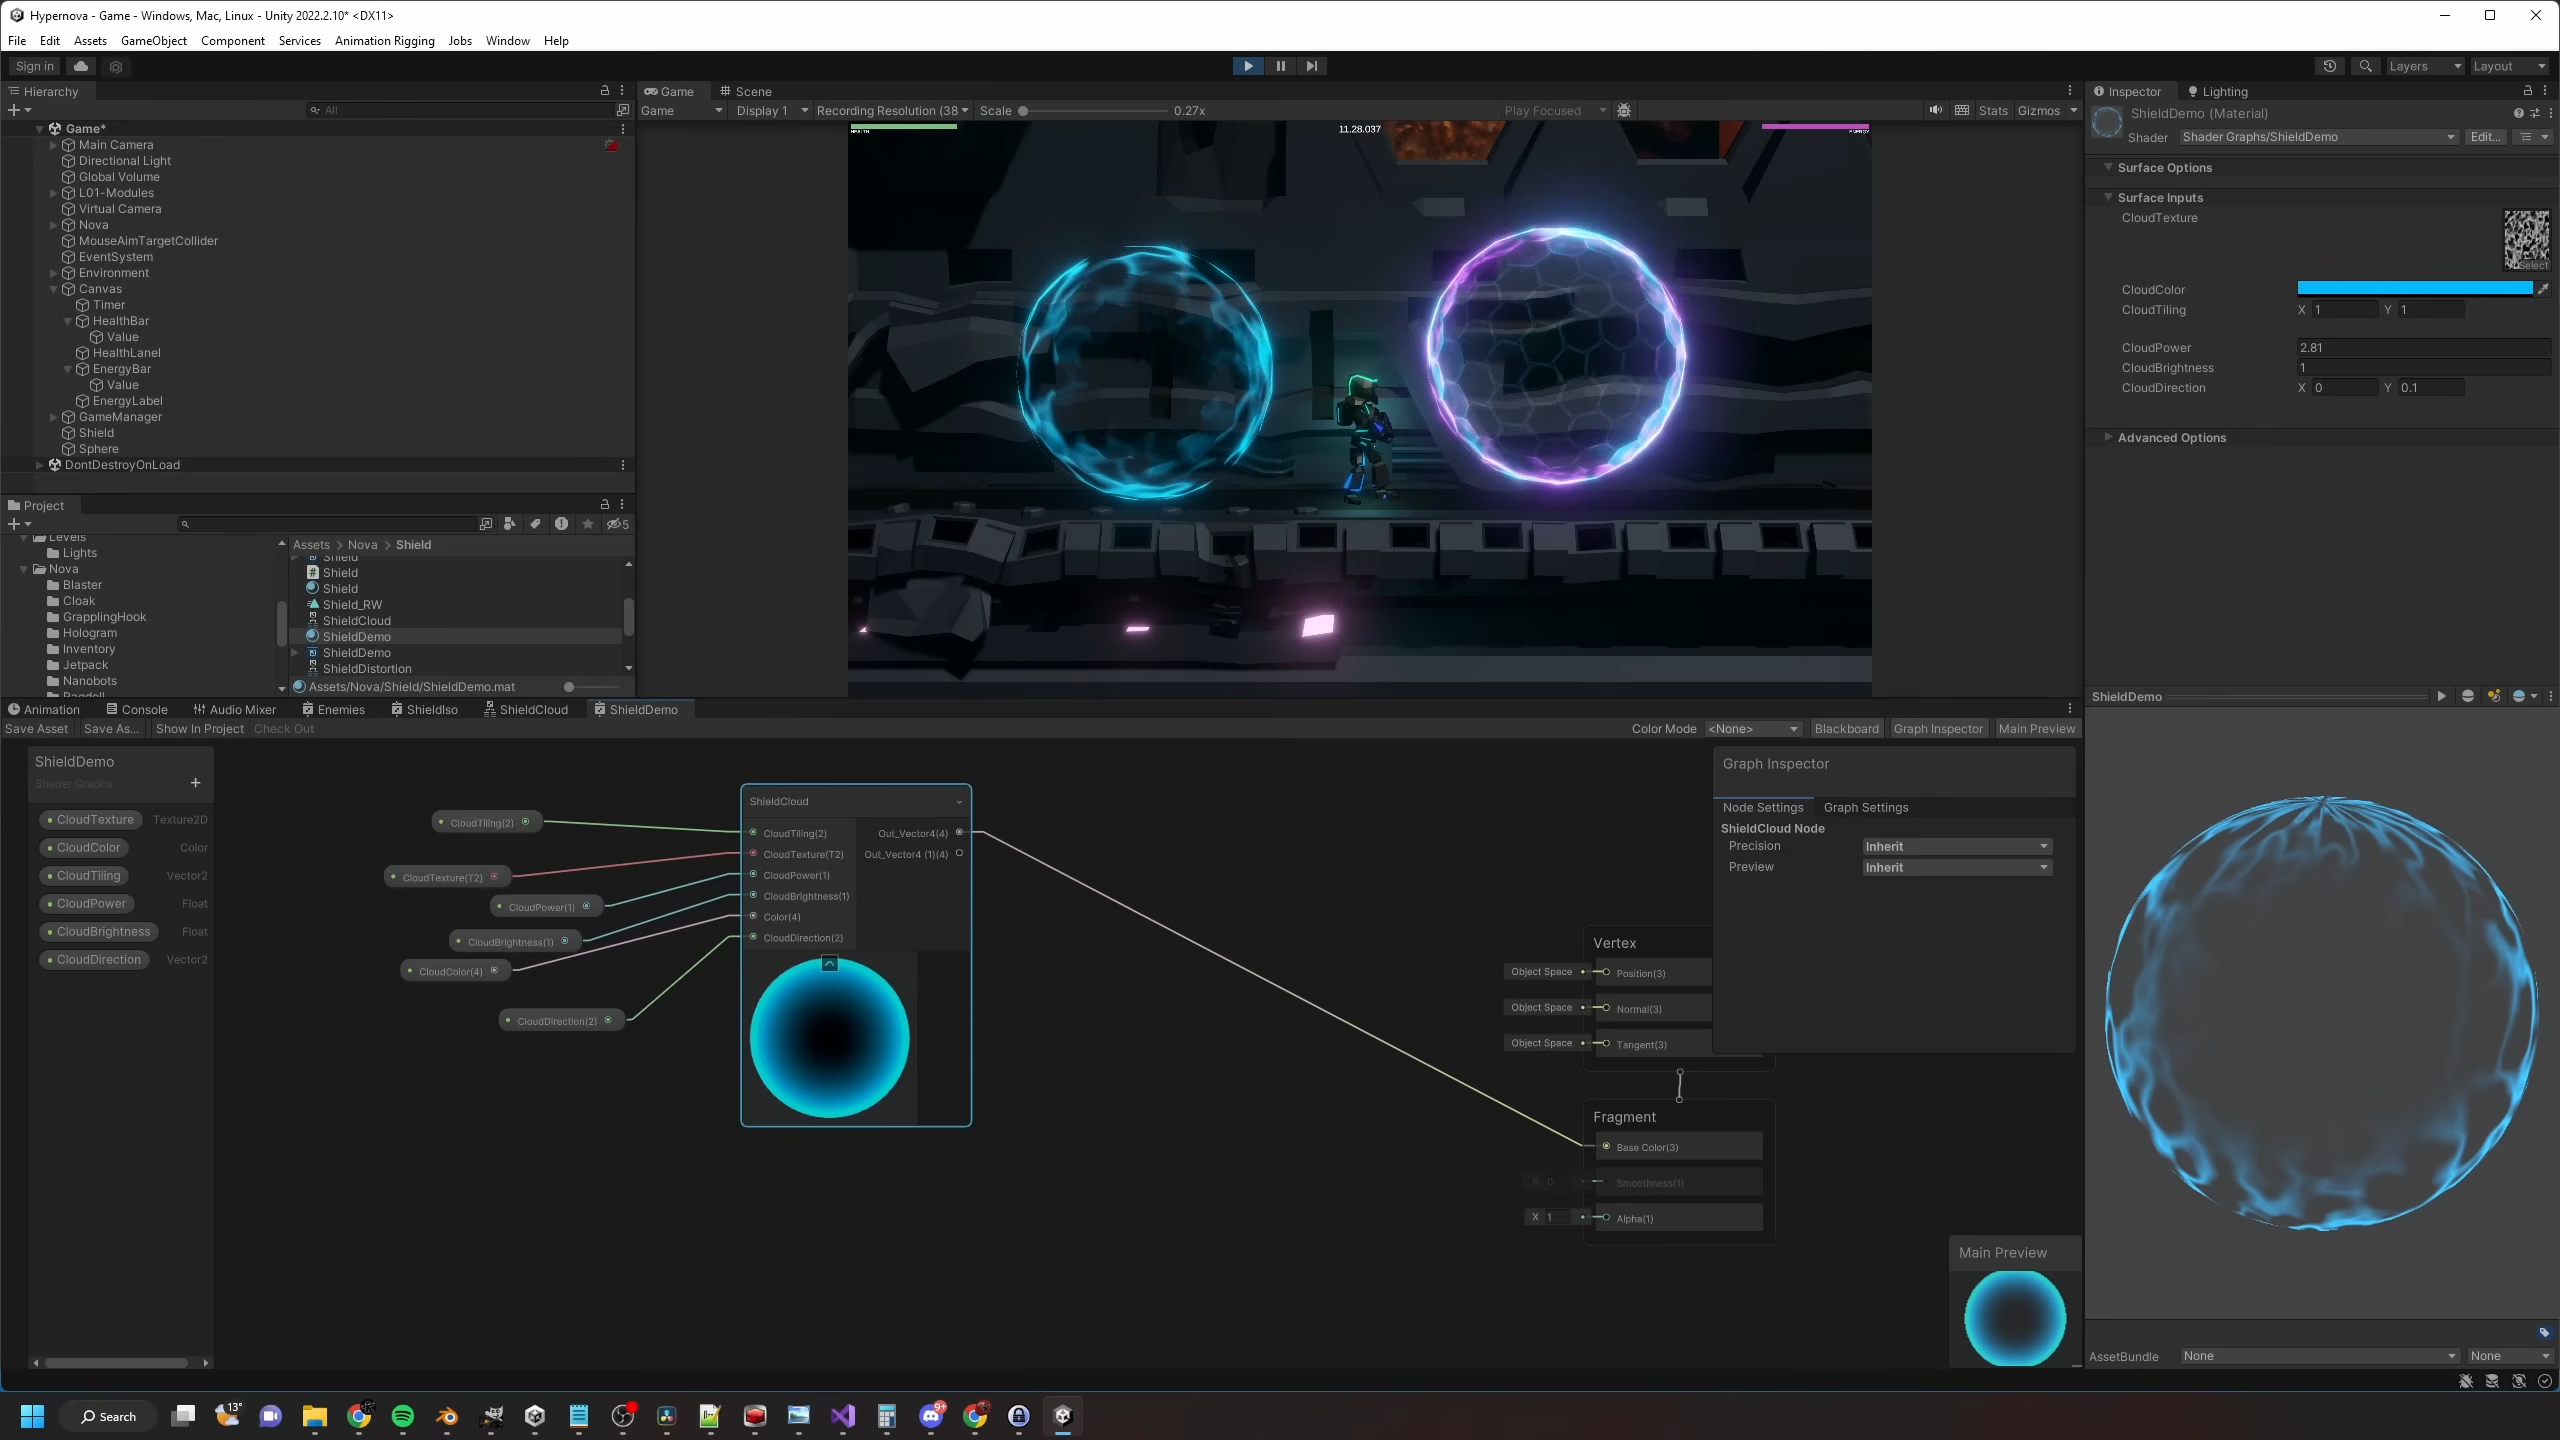 Hypernova - Game - Windows, Mac, Linux - Unity 2022.2.10* <DX11>
File Edit Assets GameObject Component Services Animation Rigging Jobs Window Help
Sign in
Layers Layout
Hierarchy
All
Game*
Main Camera
Directional Light
Global Volume
L01-Modules
Virtual Camera
Nova
MouseAimTargetCollider
EventSystem
Environment
Canvas
Timer
HealthBar
Value
HealthLanel
EnergyBar
Value
EnergyLabel
GameManager
Shield
Sphere
DontDestroyOnLoad
Project
5
Levels
Lights
Nova
Blaster
Cloak
GrapplingHook
Hologram
Inventory
Jetpack
Nanobots
Ragdoll
Assets > Nova > Shield
Shield
Shield
Shield
Shield_RW
ShieldCloud
ShieldDemo
ShieldDemo
ShieldDistortion
Assets/Nova/Shield/ShieldDemo.mat
Game Scene
Game Display 1 Recording Resolution (38 Scale 0.27x Play Focused Stats Gizmos
HEALTH
11.28.037
ENERGY
Inspector Lighting
ShieldDemo (Material)
Shader Shader Graphs/ShieldDemo Edit...
Surface Options
Surface Inputs
CloudTexture
Select
CloudColor
CloudTiling X 1 Y 1
CloudPower 2.81
CloudBrightness 1
CloudDirection X 0 Y 0.1
Advanced Options
Animation Console Audio Mixer Enemies ShieldIso ShieldCloud ShieldDemo
Save Asset Save As... Show In Project Check Out
Color Mode <None> Blackboard Graph Inspector Main Preview
ShieldDemo
Shader Graphs
CloudTexture Texture2D
CloudColor Color
CloudTiling Vector2
CloudPower Float
CloudBrightness Float
CloudDirection Vector2
CloudTiling(2)
CloudTexture(T2)
CloudPower(1)
CloudBrightness(1)
CloudColor(4)
CloudDirection(2)
ShieldCloud
CloudTiling(2) Out_Vector4(4)
CloudTexture(T2) Out_Vector4 (1)(4)
CloudPower(1)
CloudBrightness(1)
Color(4)
CloudDirection(2)
Graph Inspector
Node Settings Graph Settings
ShieldCloud Node
Precision Inherit
Preview Inherit
Vertex
Object Space Position(3)
Object Space Normal(3)
Object Space Tangent(3)
Fragment
Base Color(3)
X 0 Smoothness(1)
X 1 Alpha(1)
Main Preview
ShieldDemo
AssetBundle None None
Search
13°
9+